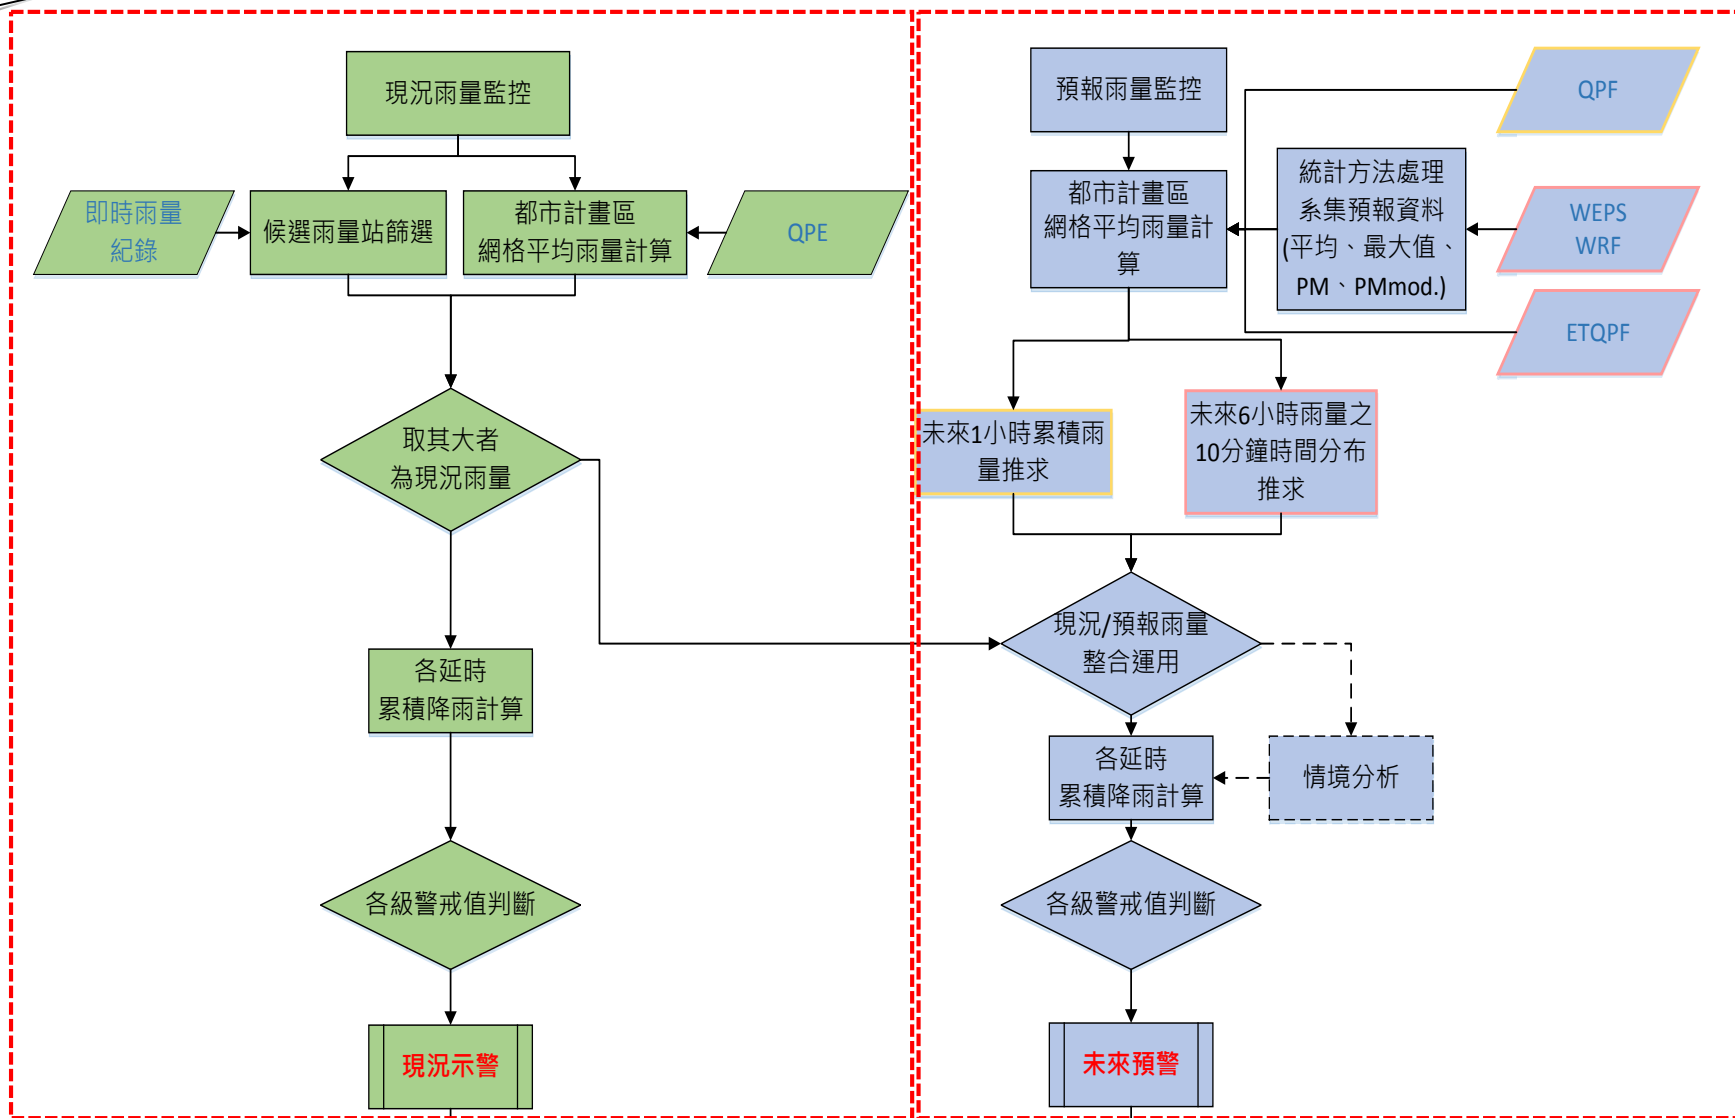 現況雨量監控
即時雨量
紀錄
候選雨量站篩選
都市計畫區
網格平均雨量計算
QPE
取其大者
為現況雨量
各延時
累積降雨計算
各級警戒值判斷
現況示警
預報雨量監控
QPF
都市計畫區
網格平均雨量計
算
統計方法處理
系集預報資料
(平均、最大值、
PM、PMmod.)
WEPS
WRF
ETQPF
未來1小時累積雨
量推求
未來6小時雨量之
10分鐘時間分布
推求
現況/預報雨量
整合運用
各延時
累積降雨計算
情境分析
各級警戒值判斷
未來預警